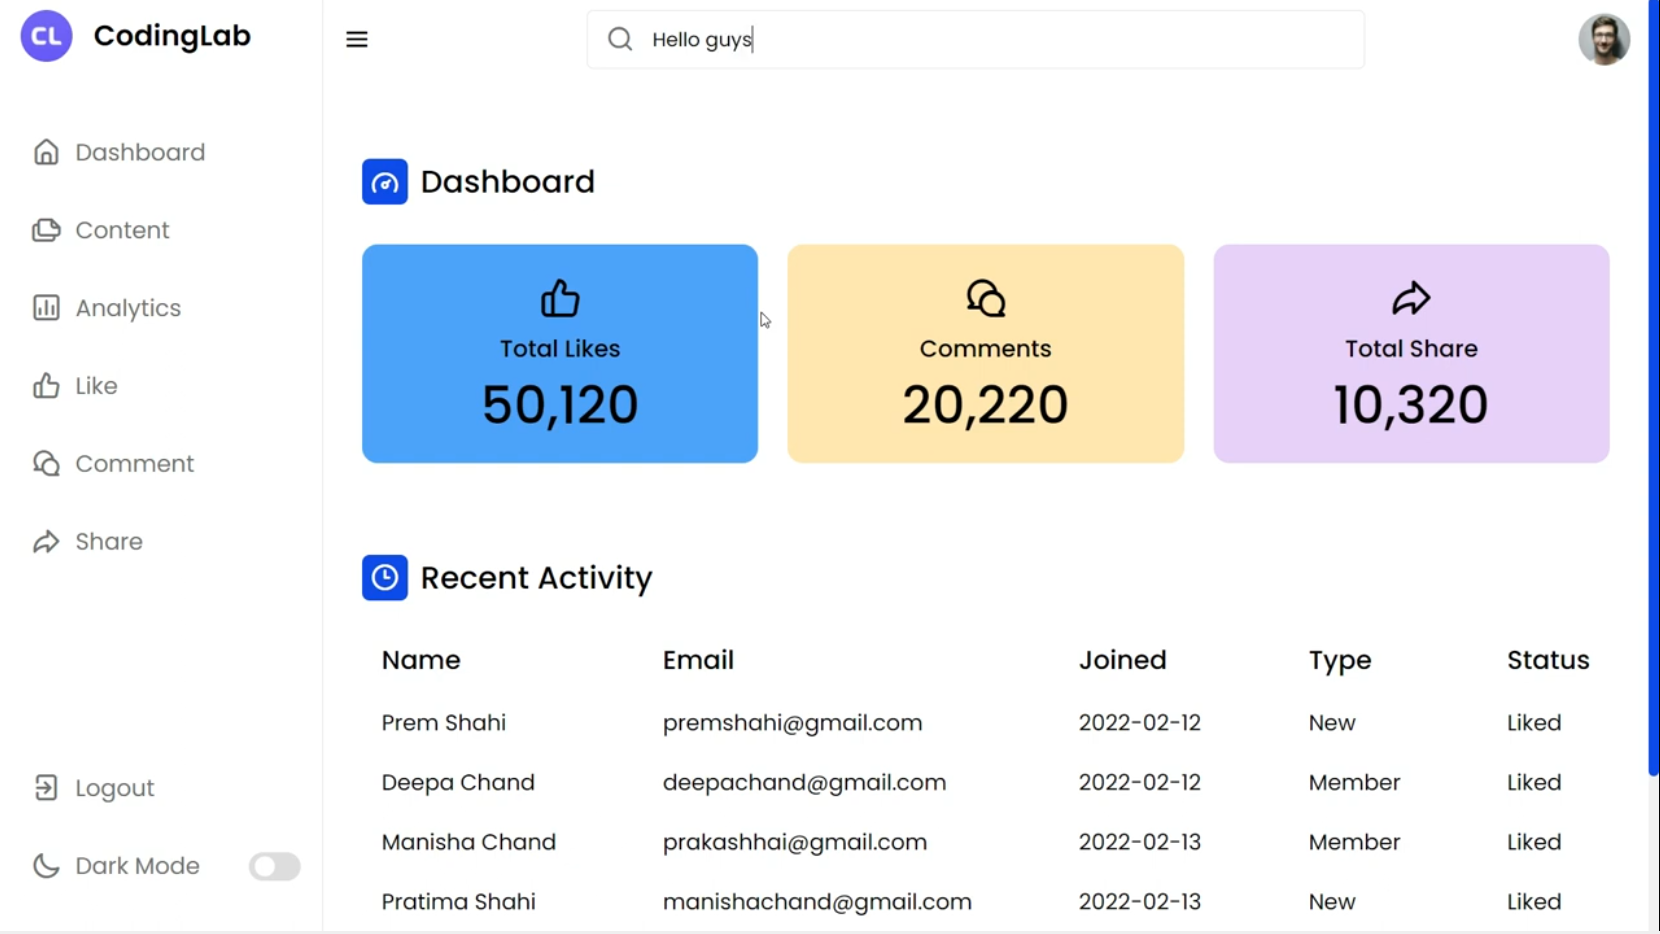 CL CodingLab
Hello guys
Dashboard
Content
Analytics
Like
Comment
Share
Logout
Dark Mode
Dashboard
Total Likes
50,120
Comments
20,220
Total Share
10,320
Recent Activity
Name Email Joined Type Status
Prem Shahi premshahi@gmail.com 2022-02-12 New Liked
Deepa Chand deepachand@gmail.com 2022-02-12 Member Liked
Manisha Chand prakashhai@gmail.com 2022-02-13 Member Liked
Pratima Shahi manishachand@gmail.com 2022-02-13 New Liked